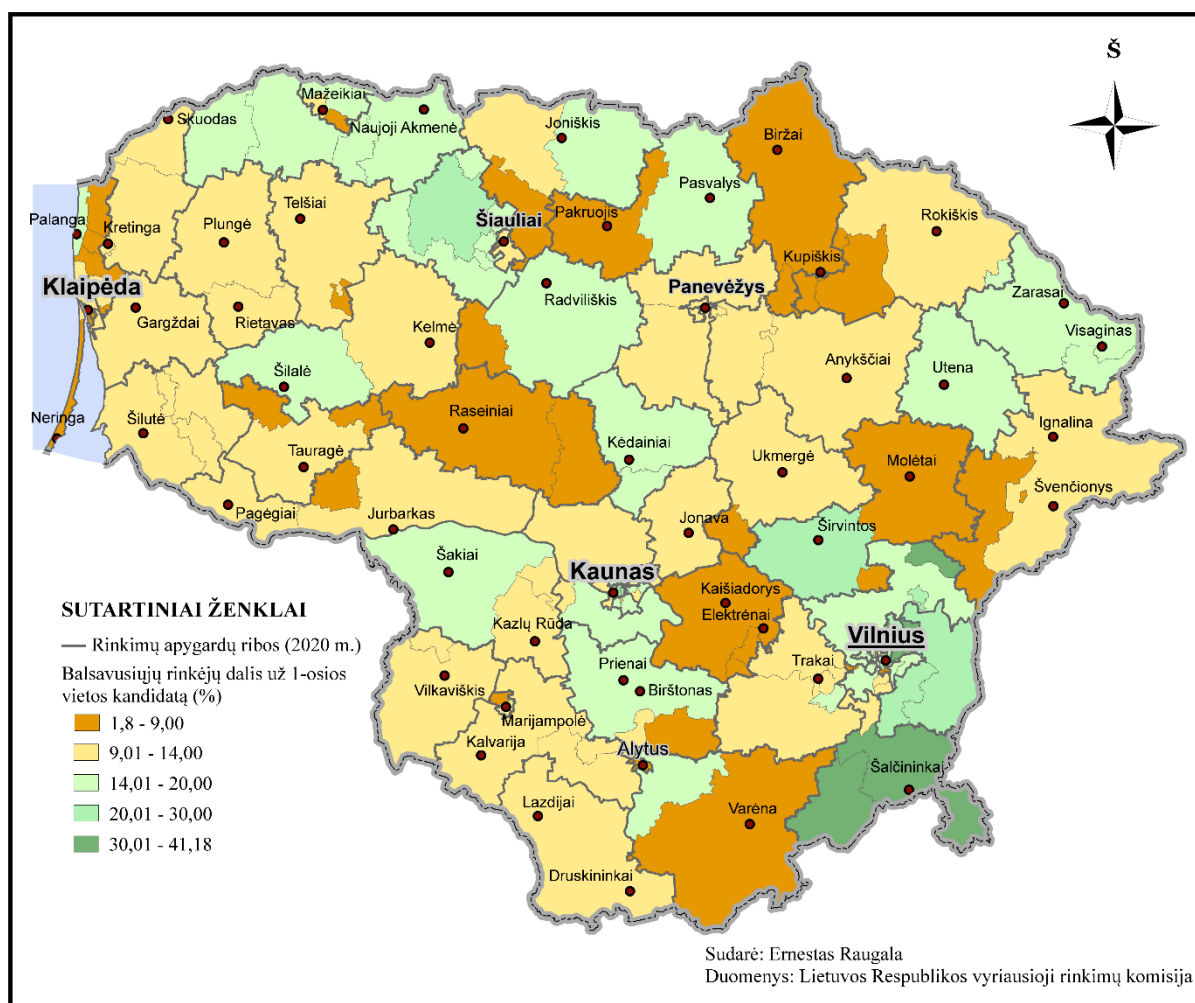 Š
Mažeikiai
Skuodas
Naujoji Akmenė
Joniškis
Biržai
Pasvalys
Palanga
Kretinga
Plungė
Telšiai
Šiauliai
Pakruojis
Rokiškis
Kupiškis
Klaipėda
Gargždai
Rietavas
Radviliškis
Panevėžys
Zarasai
Visaginas
Kelmė
Anykščiai
Utena
Šilalė
Neringa
Šilutė
Raseiniai
Ignalina
Tauragė
Kėdainiai
Ukmergė
Molėtai
Švenčionys
Pagėgiai
Jurbarkas
Jonava
Širvintos
Šakiai
Kaunas
Kaišiadorys
Elektrėnai
Kazlų Rūda
Vilnius
Prienai
Trakai
Vilkaviškis
Birštonas
Marijampolė
Kalvarija
Alytus
Šalčininkai
Lazdijai
Varėna
Druskininkai
SUTARTINIAI ŽENKLAI
Rinkimų apygardų ribos (2020 m.)
Balsavusiųjų rinkėjų dalis už 1-osios
vietos kandidatą (%)
1,8 - 9,00
9,01 - 14,00
14,01 - 20,00
20,01 - 30,00
30,01 - 41,18
Sudarė: Ernestas Raugala
Duomenys: Lietuvos Respublikos vyriausioji rinkimų komisija